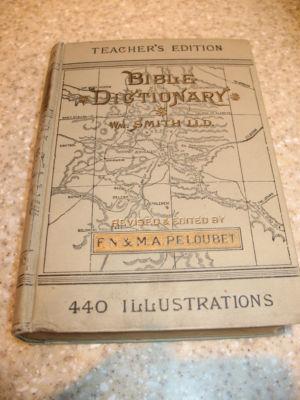 TEACHER'S EDITION
BIBLE
DICTIONARY
WM. SMITH LL.D.
REVISED & EDITED BY
F.N. & M.A. PELOUBET
440 ILLUSTRATIONS